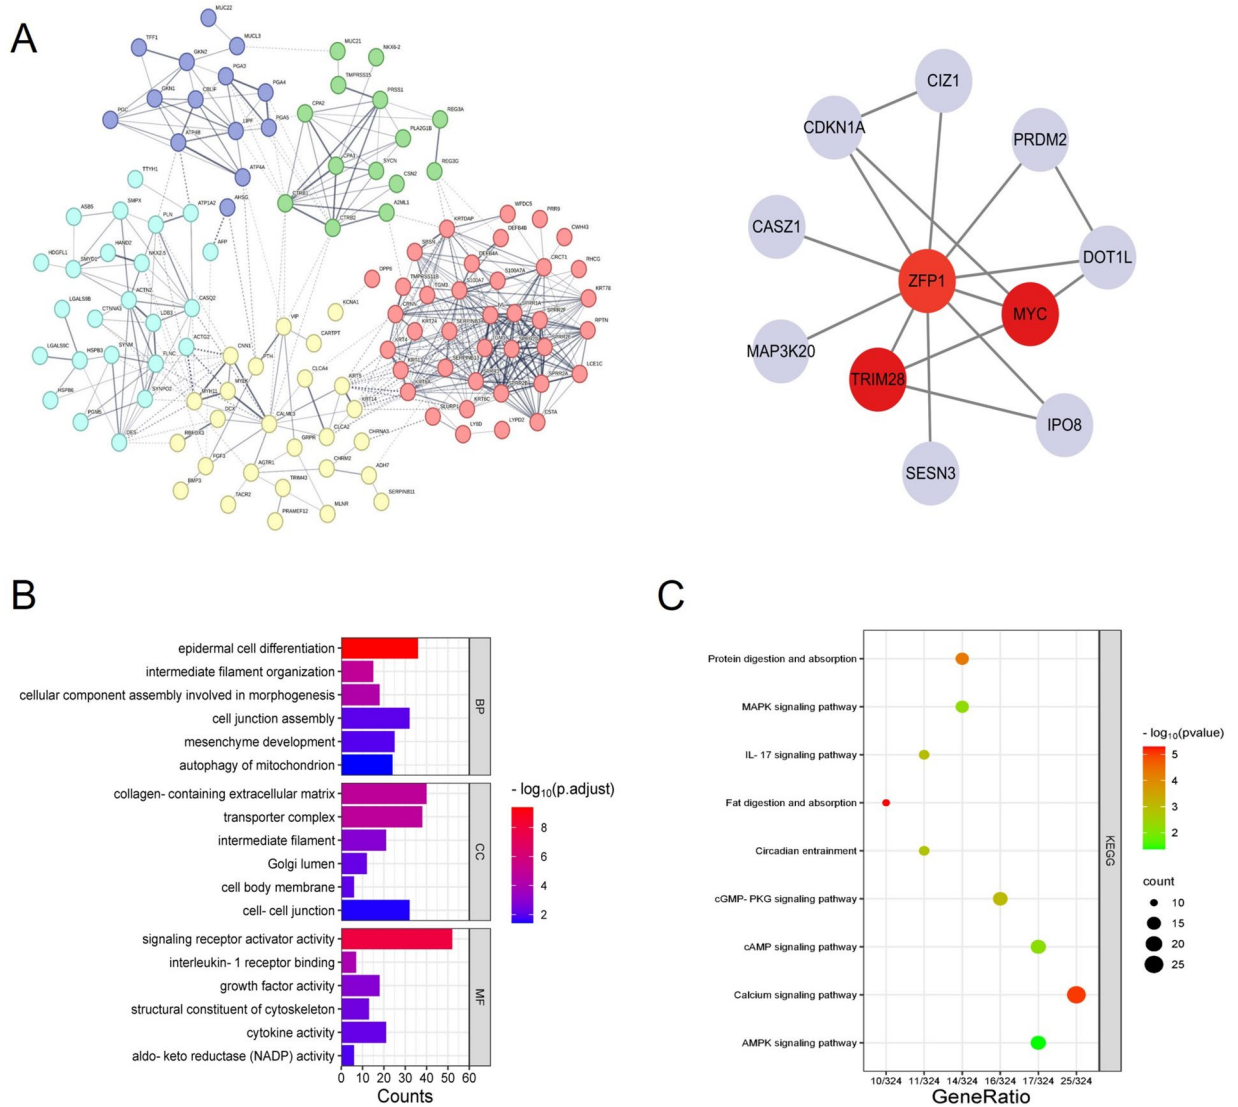 A
MUC22
TFF1
MUCL3
GKN2
PGA3
PGA4
GKN1
CBLIF
PGC
LIPF
PGA5
ATP4B
ATP4A
AHSG
MUC21
NKX6-2
TMPRSS15
PRSS1
CPA2
REG3A
PLA2G1B
CPA1
SYCN
REG3G
CSN2
CTRB1
A2ML1
CTRB2
TTYH1
SMPX
ATP1A2
ASB5
PLN
AFP
HAND2
HDGFL1
SMYD1
NKX2-5
ACTN2
CASQ2
LGALS9B
CTNNA3
LDB3
ACTG2
LGALS9C
HSPB3
SYNM
FLNC
HSPB6
SYNPO2
PGM5
DES
KRTDAP
WFDC5
PRR9
DEFB4B
CWH43
DEFB4A
CRCT1
RHCG
DPP6
TMPRSS11B
S100A7A
S100A7
TGM3
KRT78
KCNA1
CRNN
RPTN
KRT24
KRT4
LCE1C
KRT6C
SLURP1
CSTA
LY6D
LYPD2
VIP
CARTPT
CNN1
PTH
CLCA4
KRT5
MYH11
KRT14
DCX
CALML3
RBFOX3
CLCA2
CHRNA3
GRPR
FGF3
AGTR1
CHRM2
BMP3
ADH7
TRIM43
TACR2
SERPINB11
PRAMEF12
MLNR
CIZ1
CDKN1A
PRDM2
CASZ1
DOT1L
ZFP1
MYC
MAP3K20
TRIM28
IPO8
SESN3
B
epidermal cell differentiation
intermediate filament organization
cellular component assembly involved in morphogenesis
cell junction assembly
mesenchyme development
autophagy of mitochondrion
BP
collagen- containing extracellular matrix
transporter complex
intermediate filament
Golgi lumen
cell body membrane
cell- cell junction
CC
signaling receptor activator activity
interleukin- 1 receptor binding
growth factor activity
structural constituent of cytoskeleton
cytokine activity
aldo- keto reductase (NADP) activity
MF
0 10 20 30 40 50 60
Counts
- log10(p.adjust)
8
6
4
2
C
Protein digestion and absorption
MAPK signaling pathway
IL- 17 signaling pathway
Fat digestion and absorption
Circadian entrainment
cGMP- PKG signaling pathway
cAMP signaling pathway
Calcium signaling pathway
AMPK signaling pathway
KEGG
10/324 11/324 14/324 16/324 17/324 25/324
GeneRatio
- log10(pvalue)
5
4
3
2
count
10
15
20
25